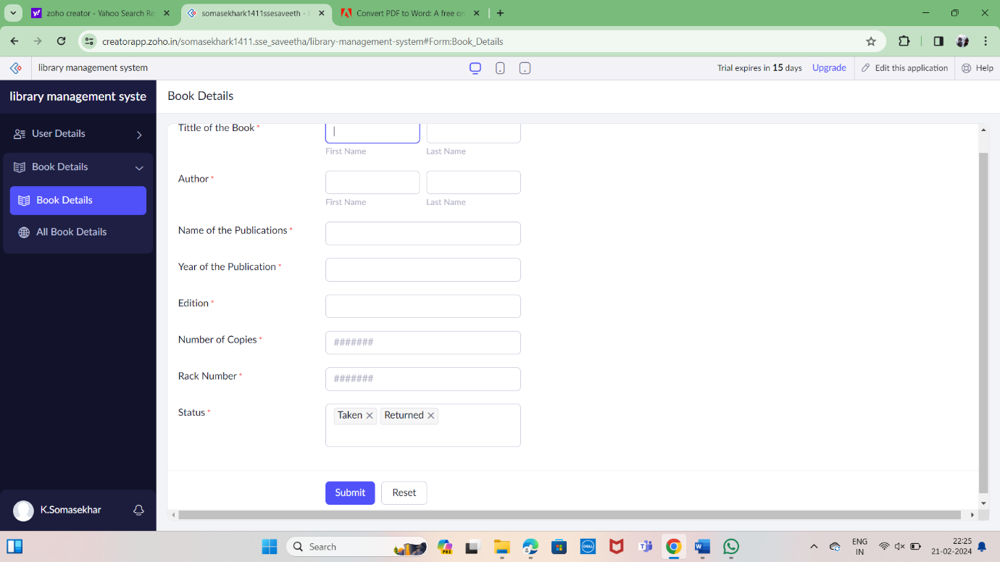 zoho creator - Yahoo Search Re
somasekhark1411ssesaveeth -
Convert PDF to Word: A free on
creatorapp.zoho.in/somasekhark1411.sse_saveetha/library-management-system#Form:Book_Details
library management system
Trial expires in 15 days
Upgrade
Edit this application
Help
library management syste
Book Details
User Details
Book Details
Book Details
All Book Details
K.Somasekhar
Tittle of the Book *
First Name
Last Name
Author *
First Name
Last Name
Name of the Publications *
Year of the Publication *
Edition *
Number of Copies *
#######
Rack Number *
#######
Status *
Taken
Returned
Submit
Reset
Search
PRE
DELL
ENG
IN
22:25
21-02-2024